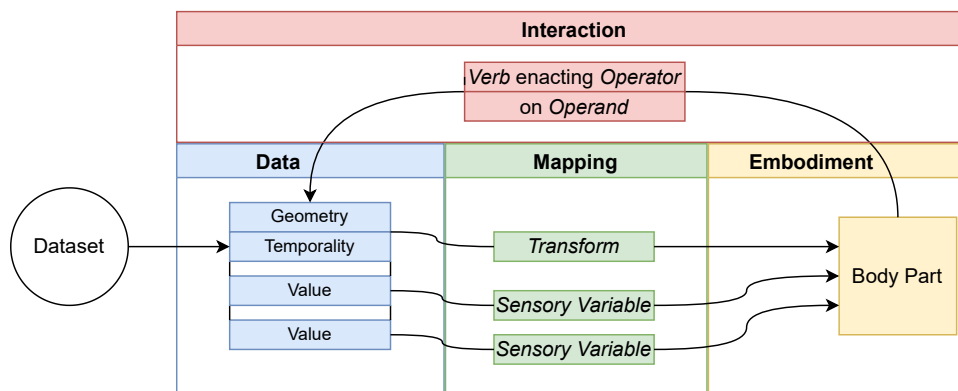 Interaction
Verb enacting Operator
on Operand
Data
Mapping
Embodiment
Dataset
Geometry
Temporality
Value
Value
Transform
Sensory Variable
Sensory Variable
Body Part